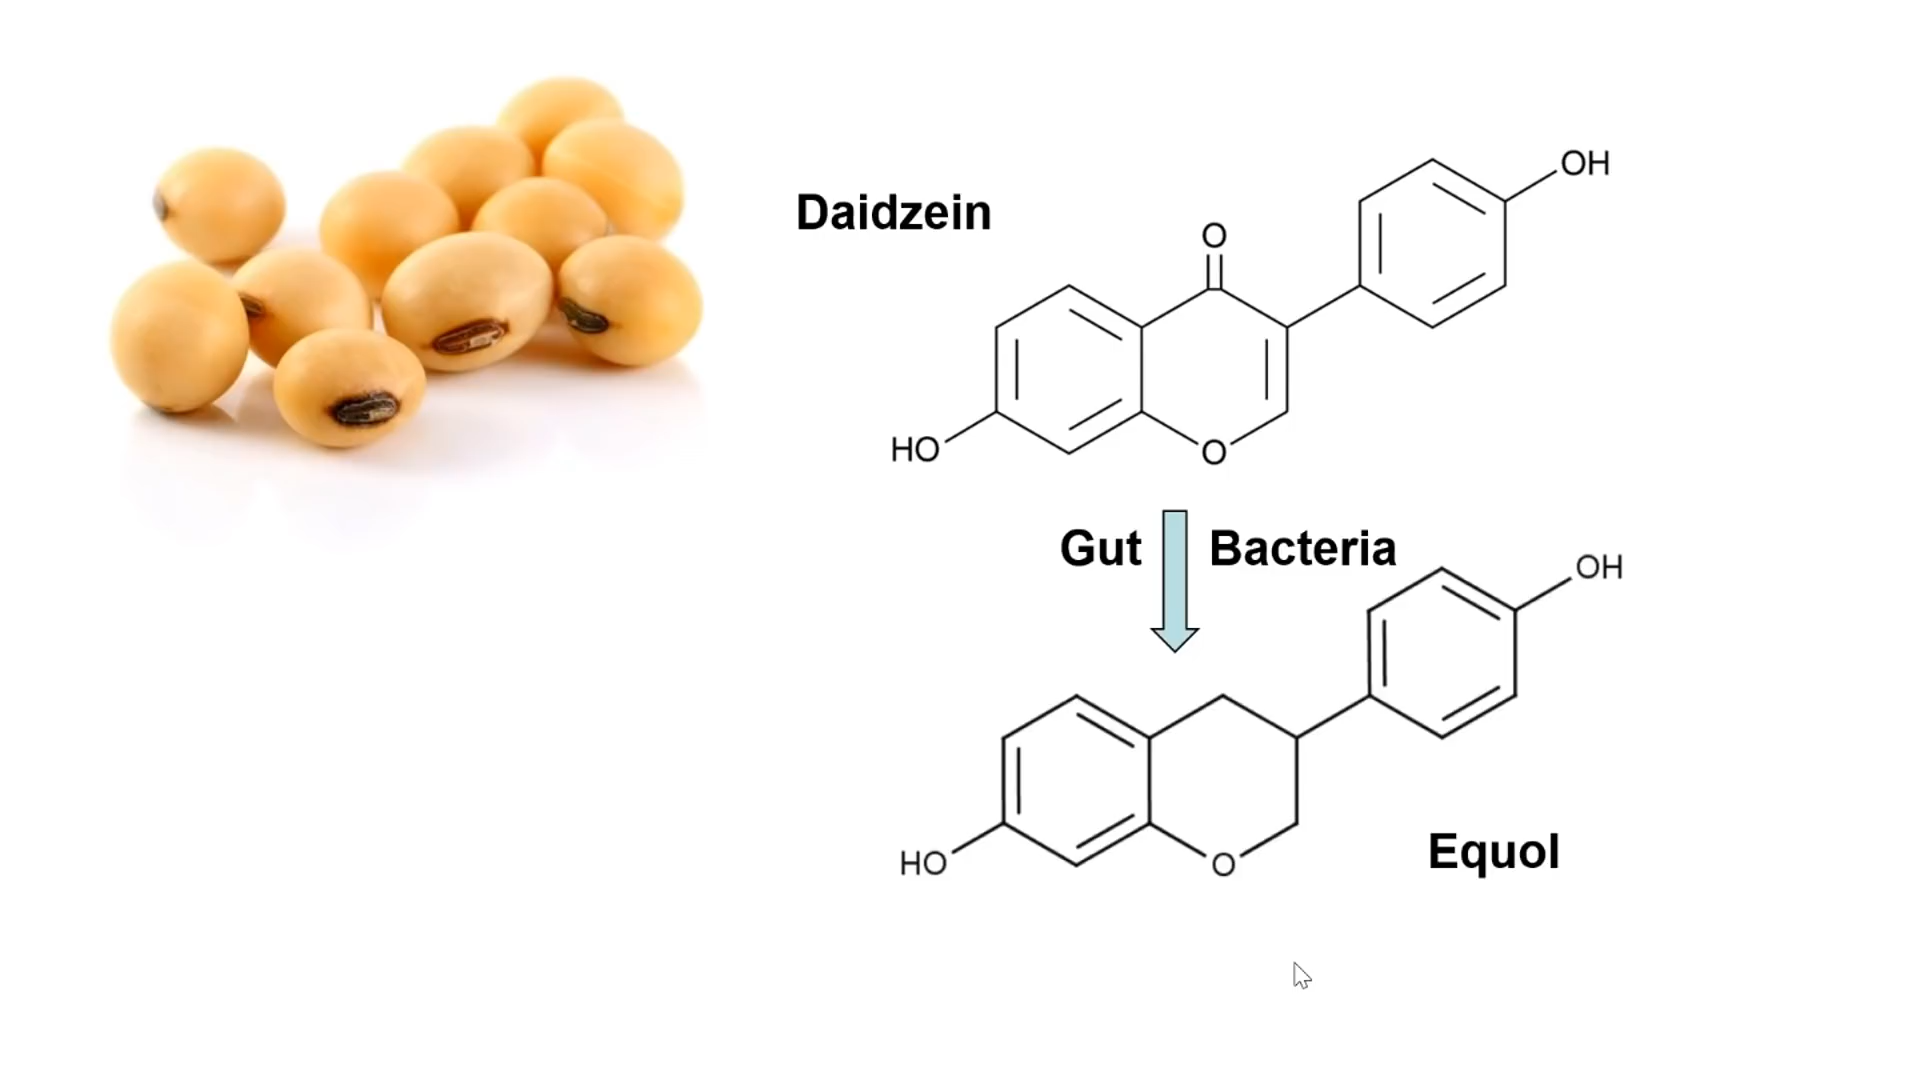 Daidzein
OH
O
HO
O
Gut Bacteria
OH
HO
O
Equol